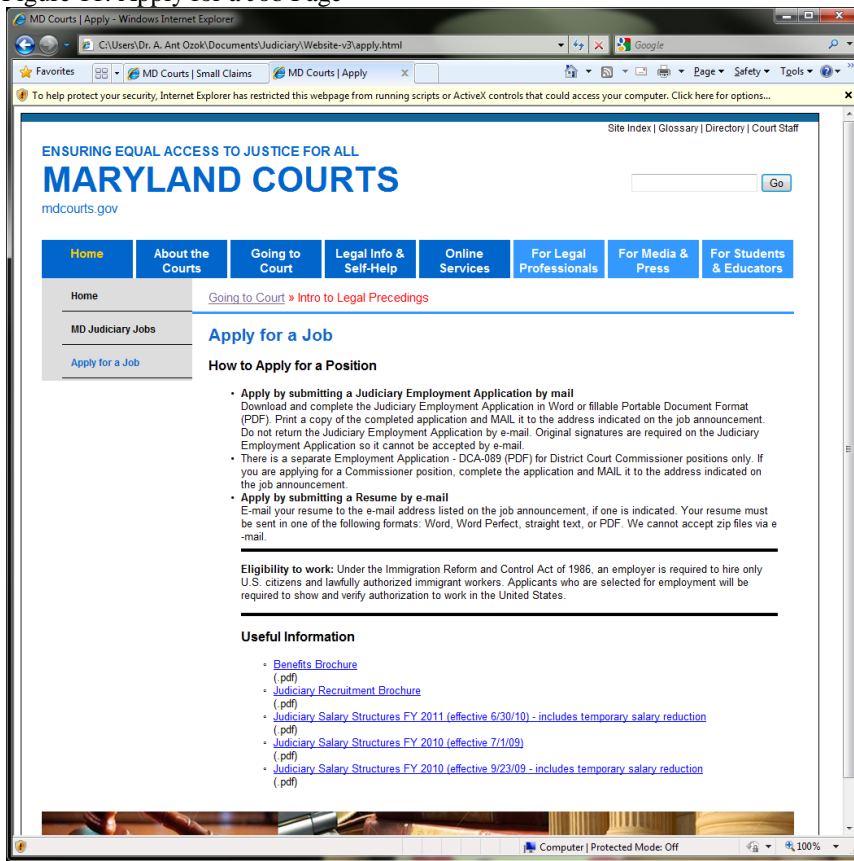 Figure 11: Apply for a Job Page
MD Courts | Apply - Windows Internet Explorer
C:\Users\Dr. A. Ant Ozok\Documents\Judiciary\Website-v3\apply.html
Google
Favorites
MD Courts | Small Claims
MD Courts | Apply
X
Page
Safety
Tools
To help protect your security, Internet Explorer has restricted this webpage from running scripts or ActiveX controls that could access your computer. Click here for options...
Site Index | Glossary | Directory | Court Staff
ENSURING EQUAL ACCESS TO JUSTICE FOR ALL
MARYLAND COURTS
mdcourts.gov
Go
Home
About the
Courts
Going to
Court
Legal Info &
Self-Help
Online
Services
For Legal
Professionals
For Media &
Press
For Students
& Educators
Home
MD Judiciary Jobs
Apply for a Job
Going to Court » Intro to Legal Precedings
Apply for a Job
How to Apply for a Position
• Apply by submitting a Judiciary Employment Application by mail
Download and complete the Judiciary Employment Application in Word or fillable Portable Document Format
(PDF). Print a copy of the completed application and MAIL it to the address indicated on the job announcement.
Do not return the Judiciary Employment Application by e-mail. Original signatures are required on the Judiciary
Employment Application so it cannot be accepted by e-mail.
• There is a separate Employment Application - DCA-089 (PDF) for District Court Commissioner positions only. If
you are applying for a Commissioner position, complete the application and MAIL it to the address indicated on
the job announcement.
• Apply by submitting a Resume by e-mail
E-mail your resume to the e-mail address listed on the job announcement, if one is indicated. Your resume must
be sent in one of the following formats: Word, Word Perfect, straight text, or PDF. We cannot accept zip files via e
-mail.
Eligibility to work: Under the Immigration Reform and Control Act of 1986, an employer is required to hire only
U.S. citizens and lawfully authorized immigrant workers. Applicants who are selected for employment will be
required to show and verify authorization to work in the United States.
Useful Information
Benefits Brochure
(.pdf)
Judiciary Recruitment Brochure
(.pdf)
Judiciary Salary Structures FY 2011 (effective 6/30/10) - includes temporary salary reduction
(.pdf)
Judiciary Salary Structures FY 2010 (effective 7/1/09)
(.pdf)
Judiciary Salary Structures FY 2010 (effective 9/23/09 - includes temporary salary reduction
(.pdf)
Computer | Protected Mode: Off
100%